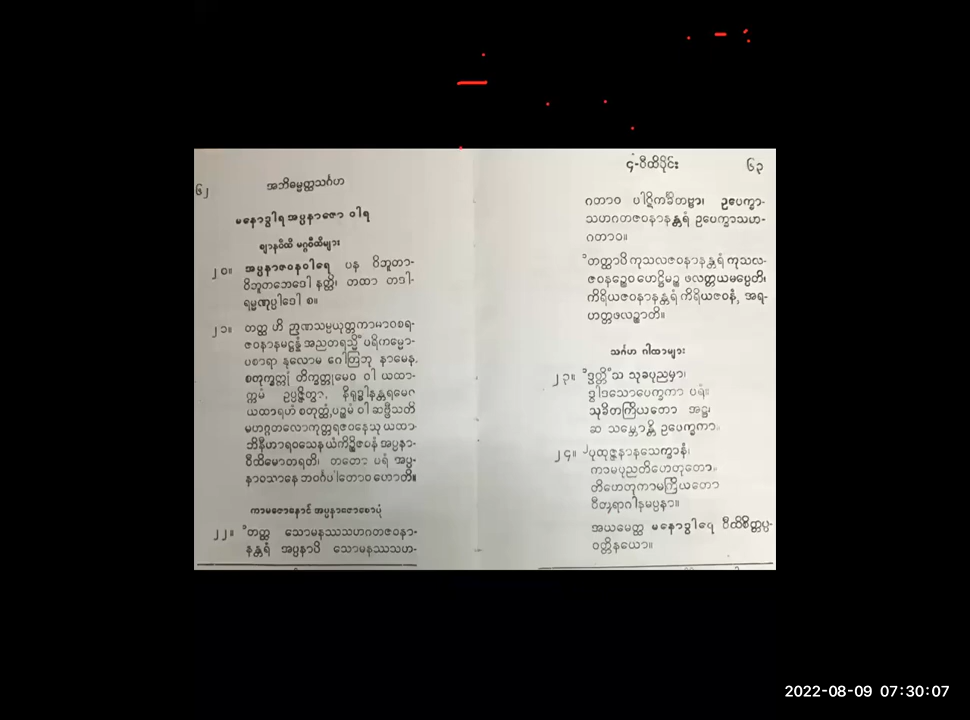 ၆၂
အဘိဓမ္မတ္ထသင်္ဂဟ
မနောဒွါရ အပ္ပနာဇော ဝါရ
ဈာနဝီထိ မဂ္ဂဝီထိများ
၂၀။ အပ္ပနာဇဝနဝါရေ ပန ဝိဘူတာ-
ဝိဘူတဘေဒေါ နတ္ထိ၊ တထာ တဒါ-
ရမ္မဏုပ္ပါဒေါ စ။
၂၁။ တတ္ထ ဟိ ဉာဏသမ္ပယုတ္တကာမာဝစရ-
ဇဝနာနမဋ္ဌန္နံ အညတရသ္မိံ ပရိကမ္မော-
ပစာရာ နုလောမ ဂေါတြဘု နာမေန,
စတုက္ခတ္တုံ တိက္ခတ္တုမေဝ ဝါ ယထာ-
က္ကမံ ဥပ္ပဇ္ဇိတွာ, နိရုဒ္ဓါနန္တရမေဝ
ယထာရဟံ စတုတ္ထံ,ပဉ္စမံ ဝါ ဆဗ္ဗီသတိ
မဟဂ္ဂတလောကုတ္တရဇဝနေသု ယထာ-
ဘိနီဟာရဝသေန ယံကိဉ္စိဇဝနံ အပ္ပနာ-
ဝီထိမောတရတိ၊ တတော ပရံ အပ္ပ-
နာဝသာနေ ဘဝင်္ဂပါတောဝ ဟောတိ။
ကာမဇောနောင် အပ္ပနာဇောစောပုံ
၂၂။ တတ္ထ သောမနဿသဟဂတဇဝနာ-
နန္တရံ အပ္ပနာပိ သောမနဿသဟ-
၄-ဝီထိပိုင်း ၆၃
ဂတာဝ ပါဋိကင်္ခိတဗ္ဗာ၊ ဥပေက္ခာ-
သဟဂတဇဝနာနန္တရံ ဥပေက္ခာသဟ-
ဂတာဝ။
တတ္ထာပိ ကုသလဇဝနာနန္တရံ ကုသလ-
ဇဝနဉ္စေဝ ဟေဋ္ဌိမဉ္စ ဖလတ္တယမပ္ပေတိ၊
ကိရိယဇဝနာနန္တရံ ကိရိယဇဝနံ, အရ-
ဟတ္တဖလဉ္စာတိ။
သင်္ဂဟ ဂါထာများ
၂၃။ ဒွတ္တိံသ သုခပုညမှာ၊
ဒွါဒသောပေက္ခကာ ပရံ။
သုခိတကြိယတော အဋ္ဌ၊
ဆ သမ္ဘောန္တိ ဥပေက္ခကာ။
၂၄။ ပုထုဇ္ဇနာနသေက္ခာနံ၊
ကာမပုညတိဟေတုတော။
တိဟေတုကာမကြိယတော
ဝီတရာဂါနမပ္ပနာ။
အယမေတ္ထ မနောဒွါရေ ဝီထိစိတ္တပ္ပ-
ဝတ္တိနယော။
2022-08-09 07:30:07